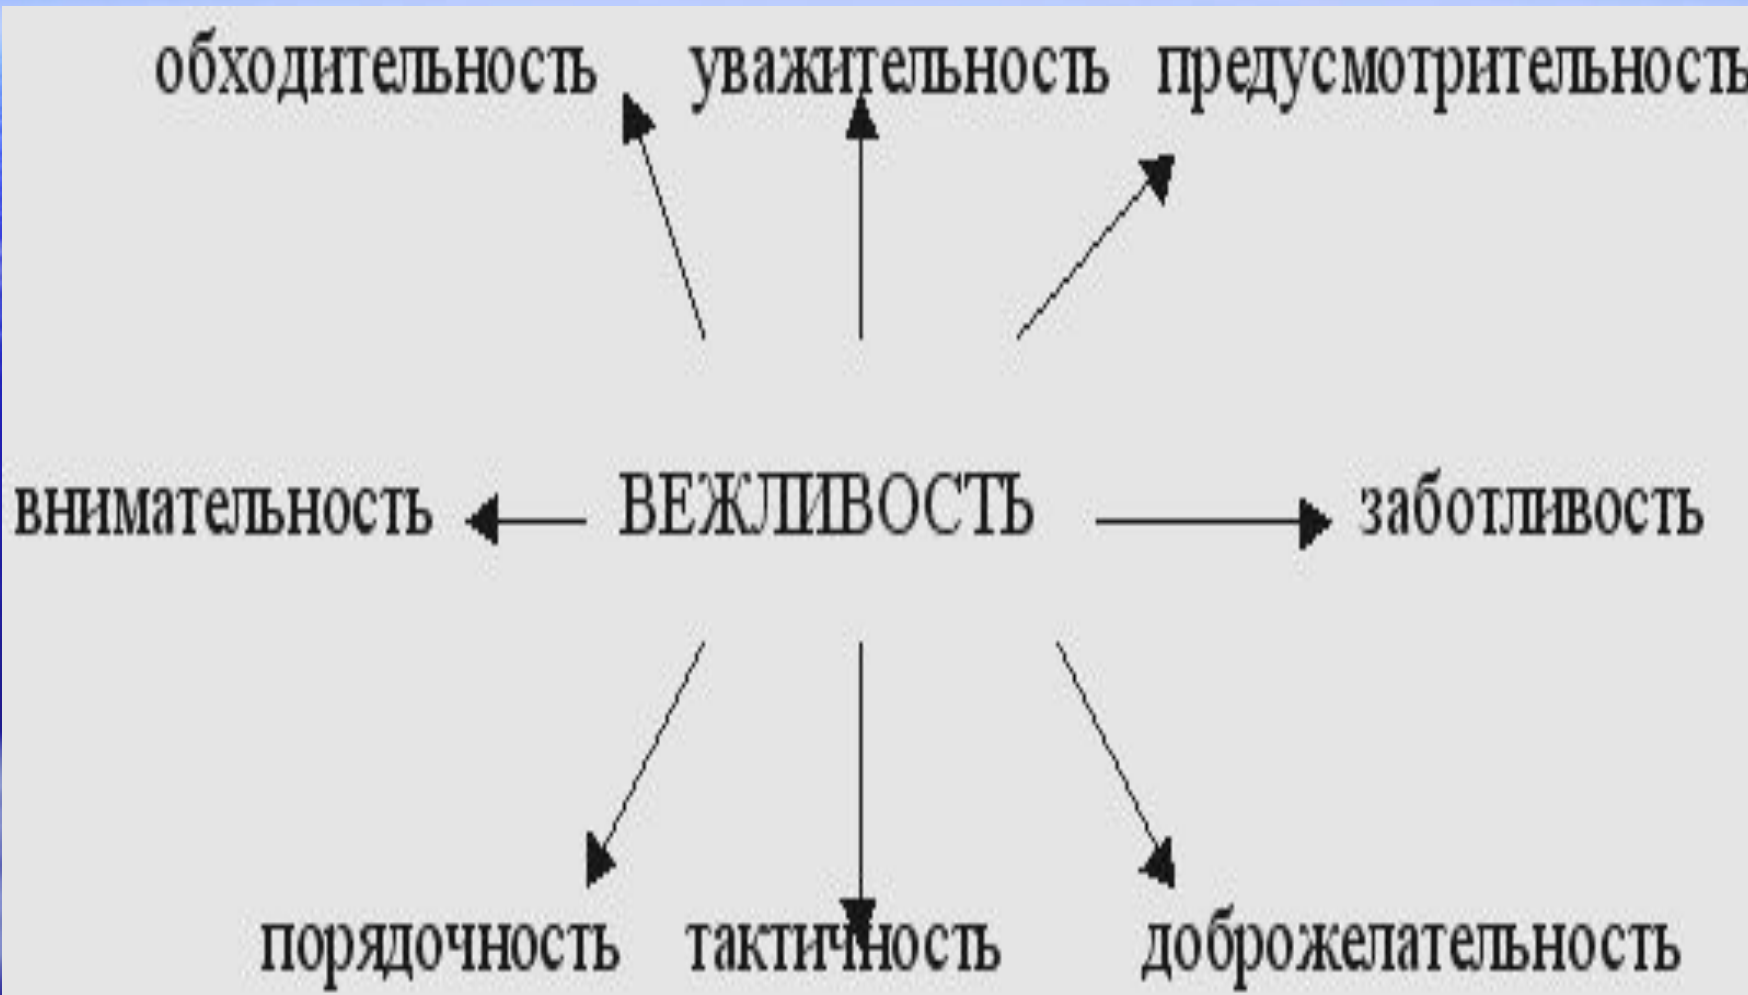 обходительность уважительность предусмотрительность
внимательность ВЕЖЛИВОСТЬ заботливость
порядочность тактичность доброжелательность